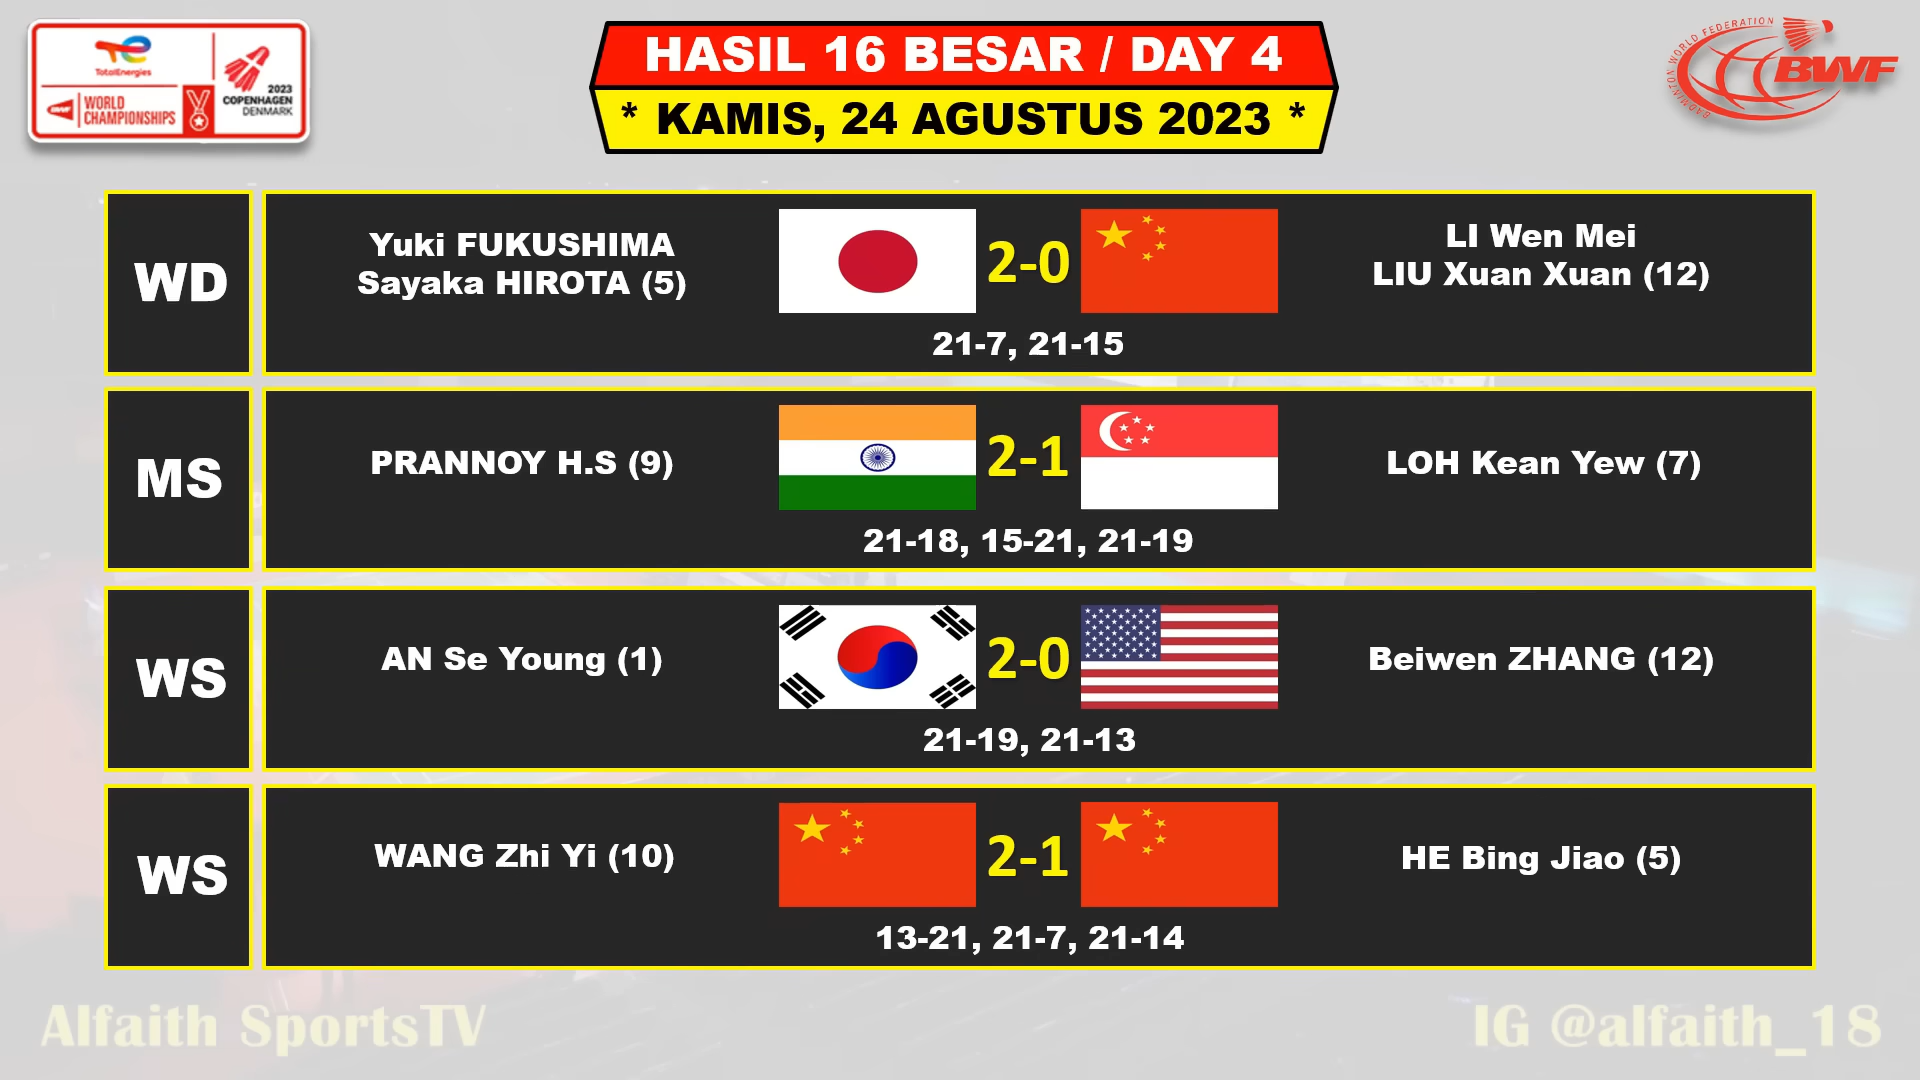 TotalEnergies
BWF
WORLD
CHAMPIONSHIPS
2023
COPENHAGEN
DENMARK
HASIL 16 BESAR / DAY 4
* KAMIS, 24 AGUSTUS 2023 *
BADMINTON WORLD FEDERATION
BWF
WD
Yuki FUKUSHIMA
Sayaka HIROTA (5)
2-0
LI Wen Mei
LIU Xuan Xuan (12)
21-7, 21-15
MS
PRANNOY H.S (9)
2-1
LOH Kean Yew (7)
21-18, 15-21, 21-19
WS
AN Se Young (1)
2-0
Beiwen ZHANG (12)
21-19, 21-13
WS
WANG Zhi Yi (10)
2-1
HE Bing Jiao (5)
13-21, 21-7, 21-14
Alfaith SportsTV
IG @alfaith_18